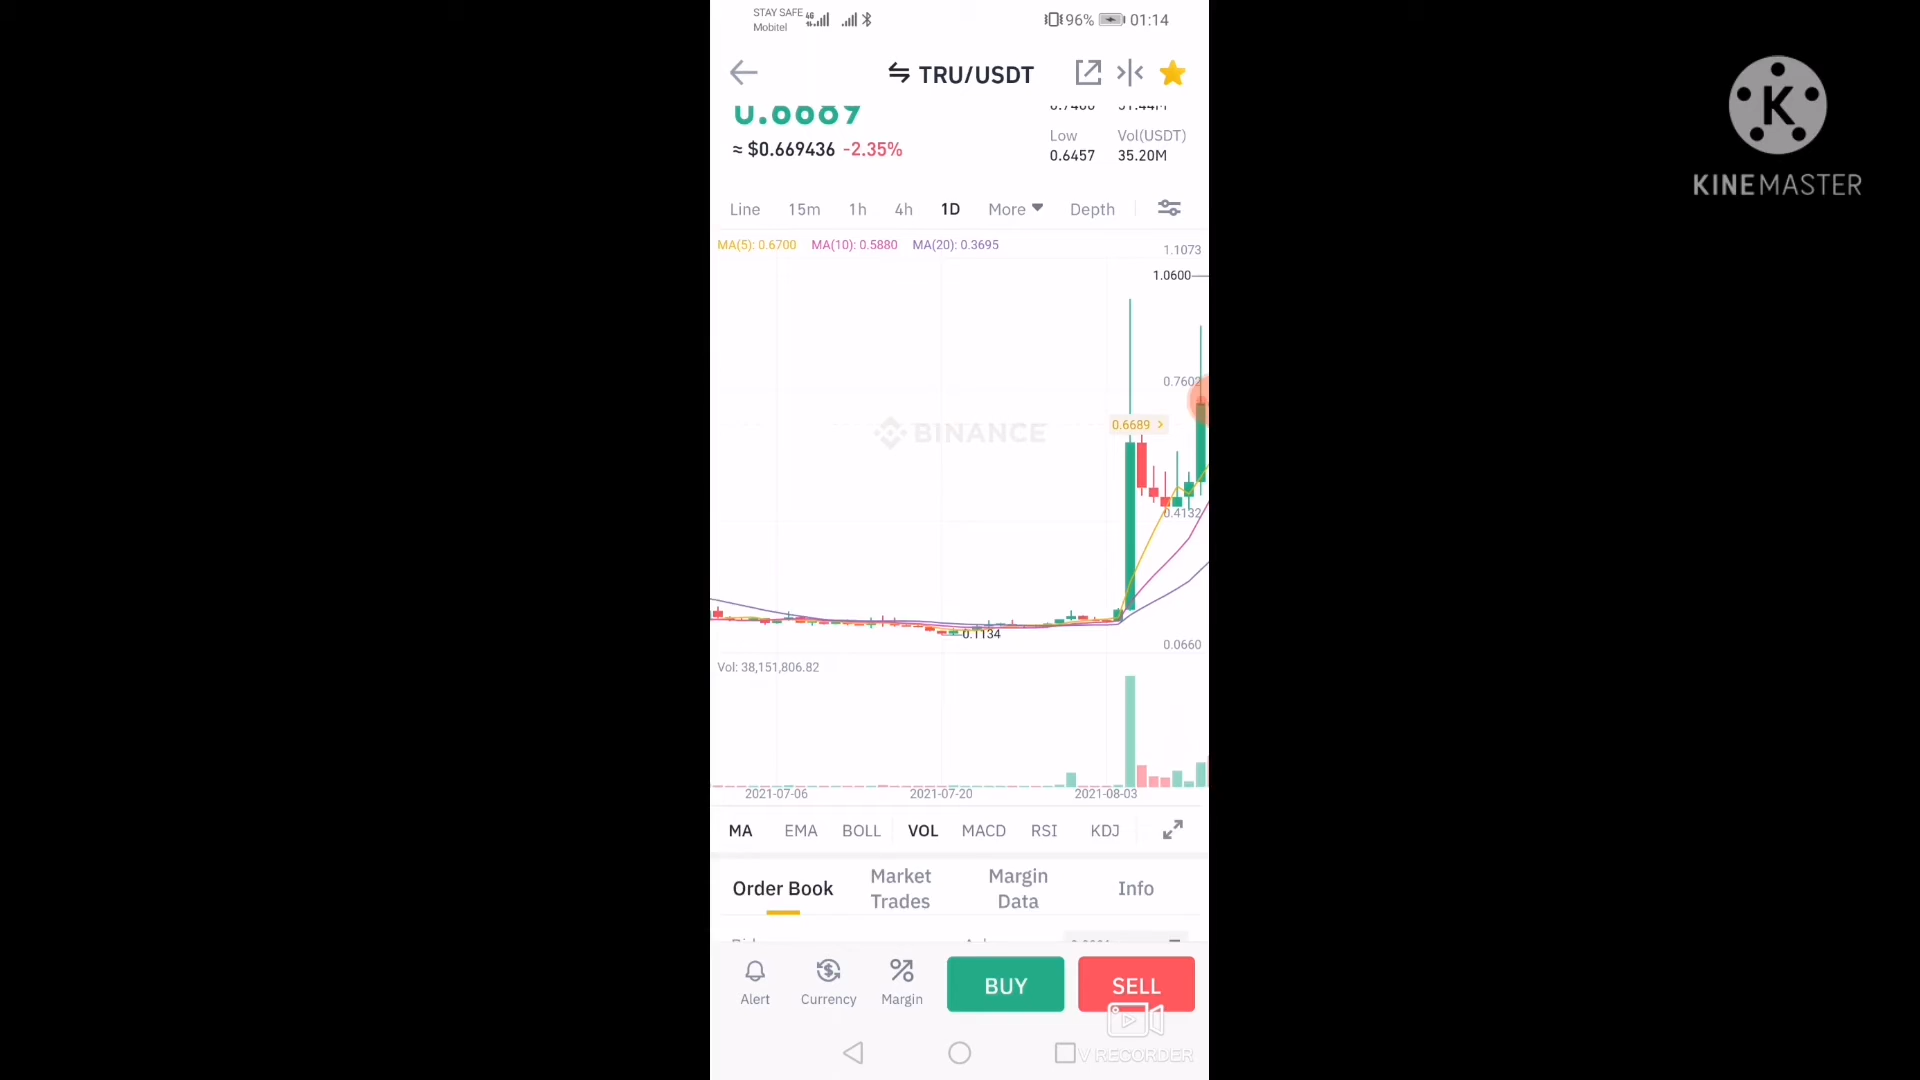 STAY SAFE
Mobitel
4G
96% 01:14
TRU/USDT
0.6689
≈ $0.669436 -2.35%
Low Vol(USDT)
0.6457 35.20M
Line 15m 1h 4h 1D More Depth
MA(5): 0.6700 MA(10): 0.5880 MA(20): 0.3695
1.1073
1.0600
0.7602
BINANCE
0.6689
0.4132
0.1134
0.0660
Vol: 38,151,806.82
2021-07-06 2021-07-20 2021-08-03
MA EMA BOLL VOL MACD RSI KDJ
Order Book Market Trades Margin Data Info
Alert Currency Margin BUY SELL
V RECORDER
K
KINEMASTER